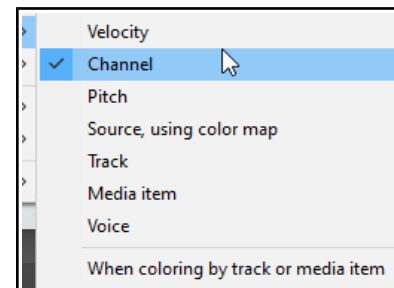 Velocity
Channel
Pitch
Source, using color map
Track
Media item
Voice
When coloring by track or media item